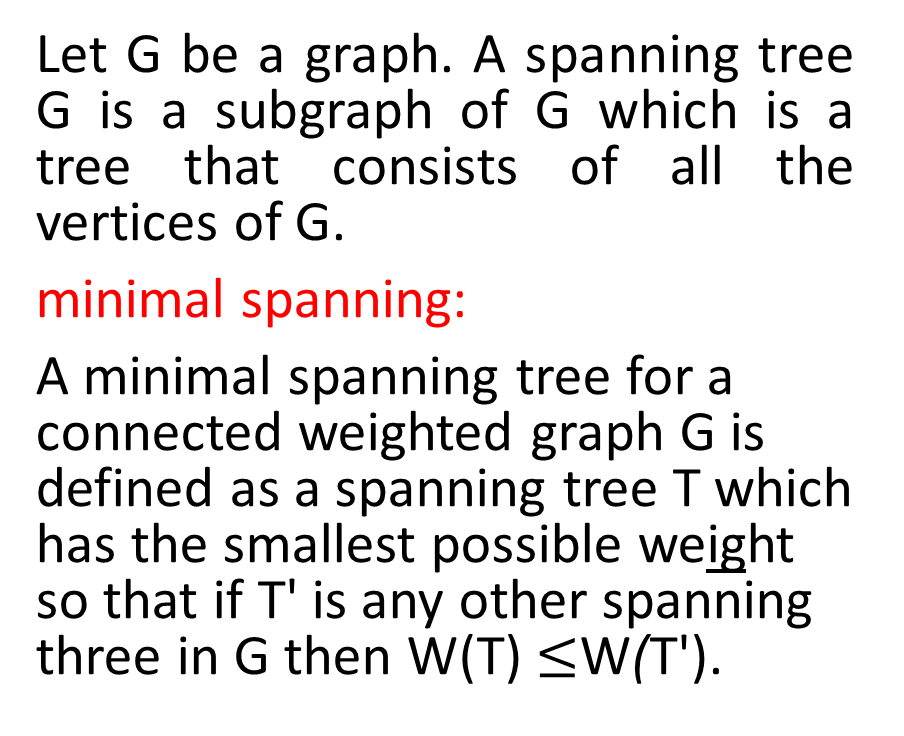 Let G be a graph. A spanning tree
G is a subgraph of G which is a
tree that consists of all the
vertices of G.
minimal spanning:
A minimal spanning tree for a
connected weighted graph G is
defined as a spanning tree T which
has the smallest possible weight
so that if T' is any other spanning
three in G then W(T) ≤W(T').